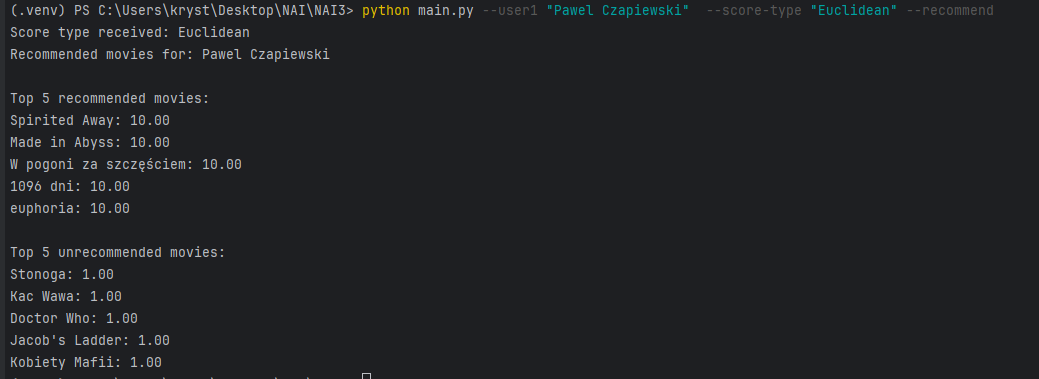 (.venv) PS C:\Users\kryst\Desktop\NAI\NAI3> python main.py --user1 "Pawel Czapiewski"  --score-type "Euclidean" --recommend
Score type received: Euclidean
Recommended movies for: Pawel Czapiewski
Top 5 recommended movies:
Spirited Away: 10.00
Made in Abyss: 10.00
W pogoni za szczęściem: 10.00
1096 dni: 10.00
euphoria: 10.00
Top 5 unrecommended movies:
Stonoga: 1.00
Kac Wawa: 1.00
Doctor Who: 1.00
Jacob's Ladder: 1.00
Kobiety Mafii: 1.00